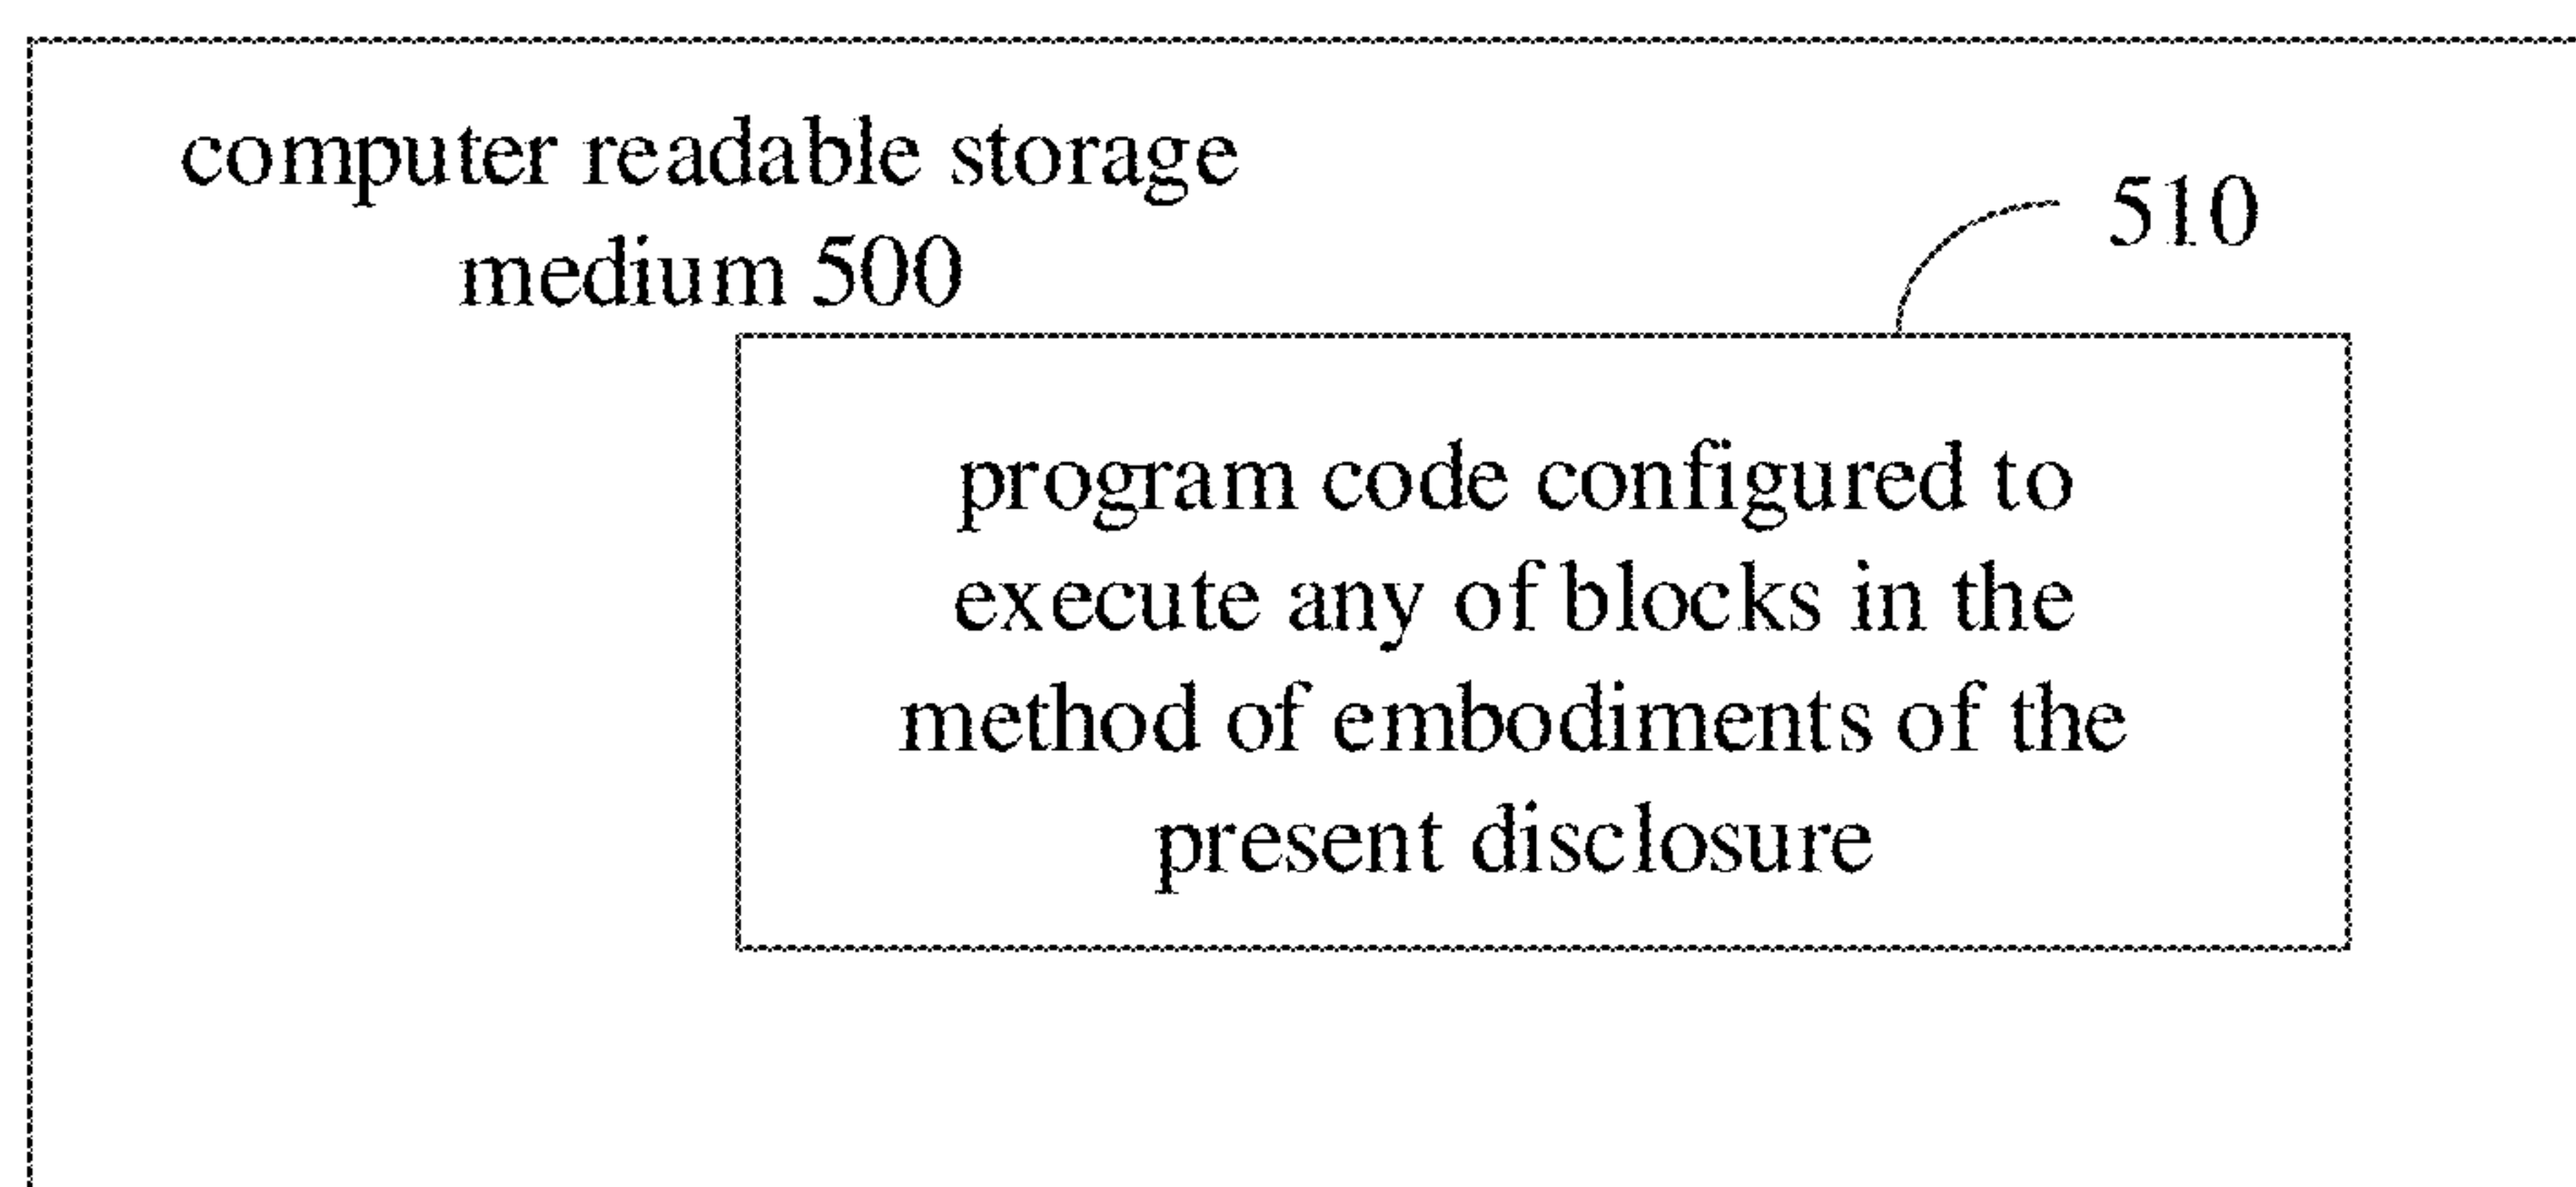 computer readable storage
medium 500
510
program code configured to
execute any of blocks in the
method of embodiments of the
present disclosure